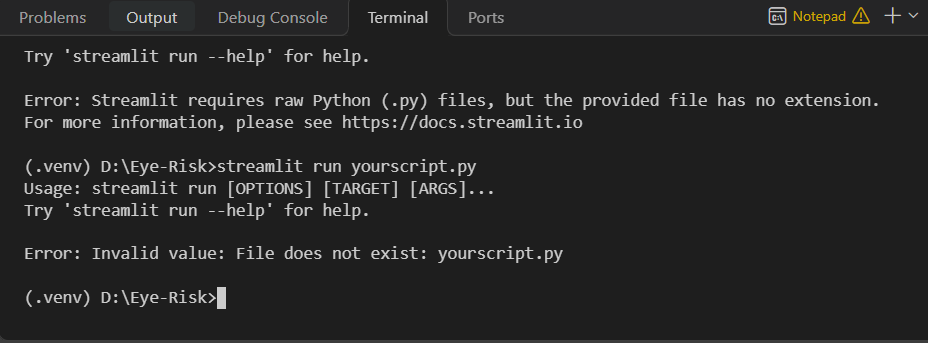 Problems Output Debug Console Terminal Ports Notepad
Try 'streamlit run --help' for help.
Error: Streamlit requires raw Python (.py) files, but the provided file has no extension.
For more information, please see https://docs.streamlit.io
(.venv) D:\Eye-Risk>streamlit run yourscript.py
Usage: streamlit run [OPTIONS] [TARGET] [ARGS]...
Try 'streamlit run --help' for help.
Error: Invalid value: File does not exist: yourscript.py
(.venv) D:\Eye-Risk>